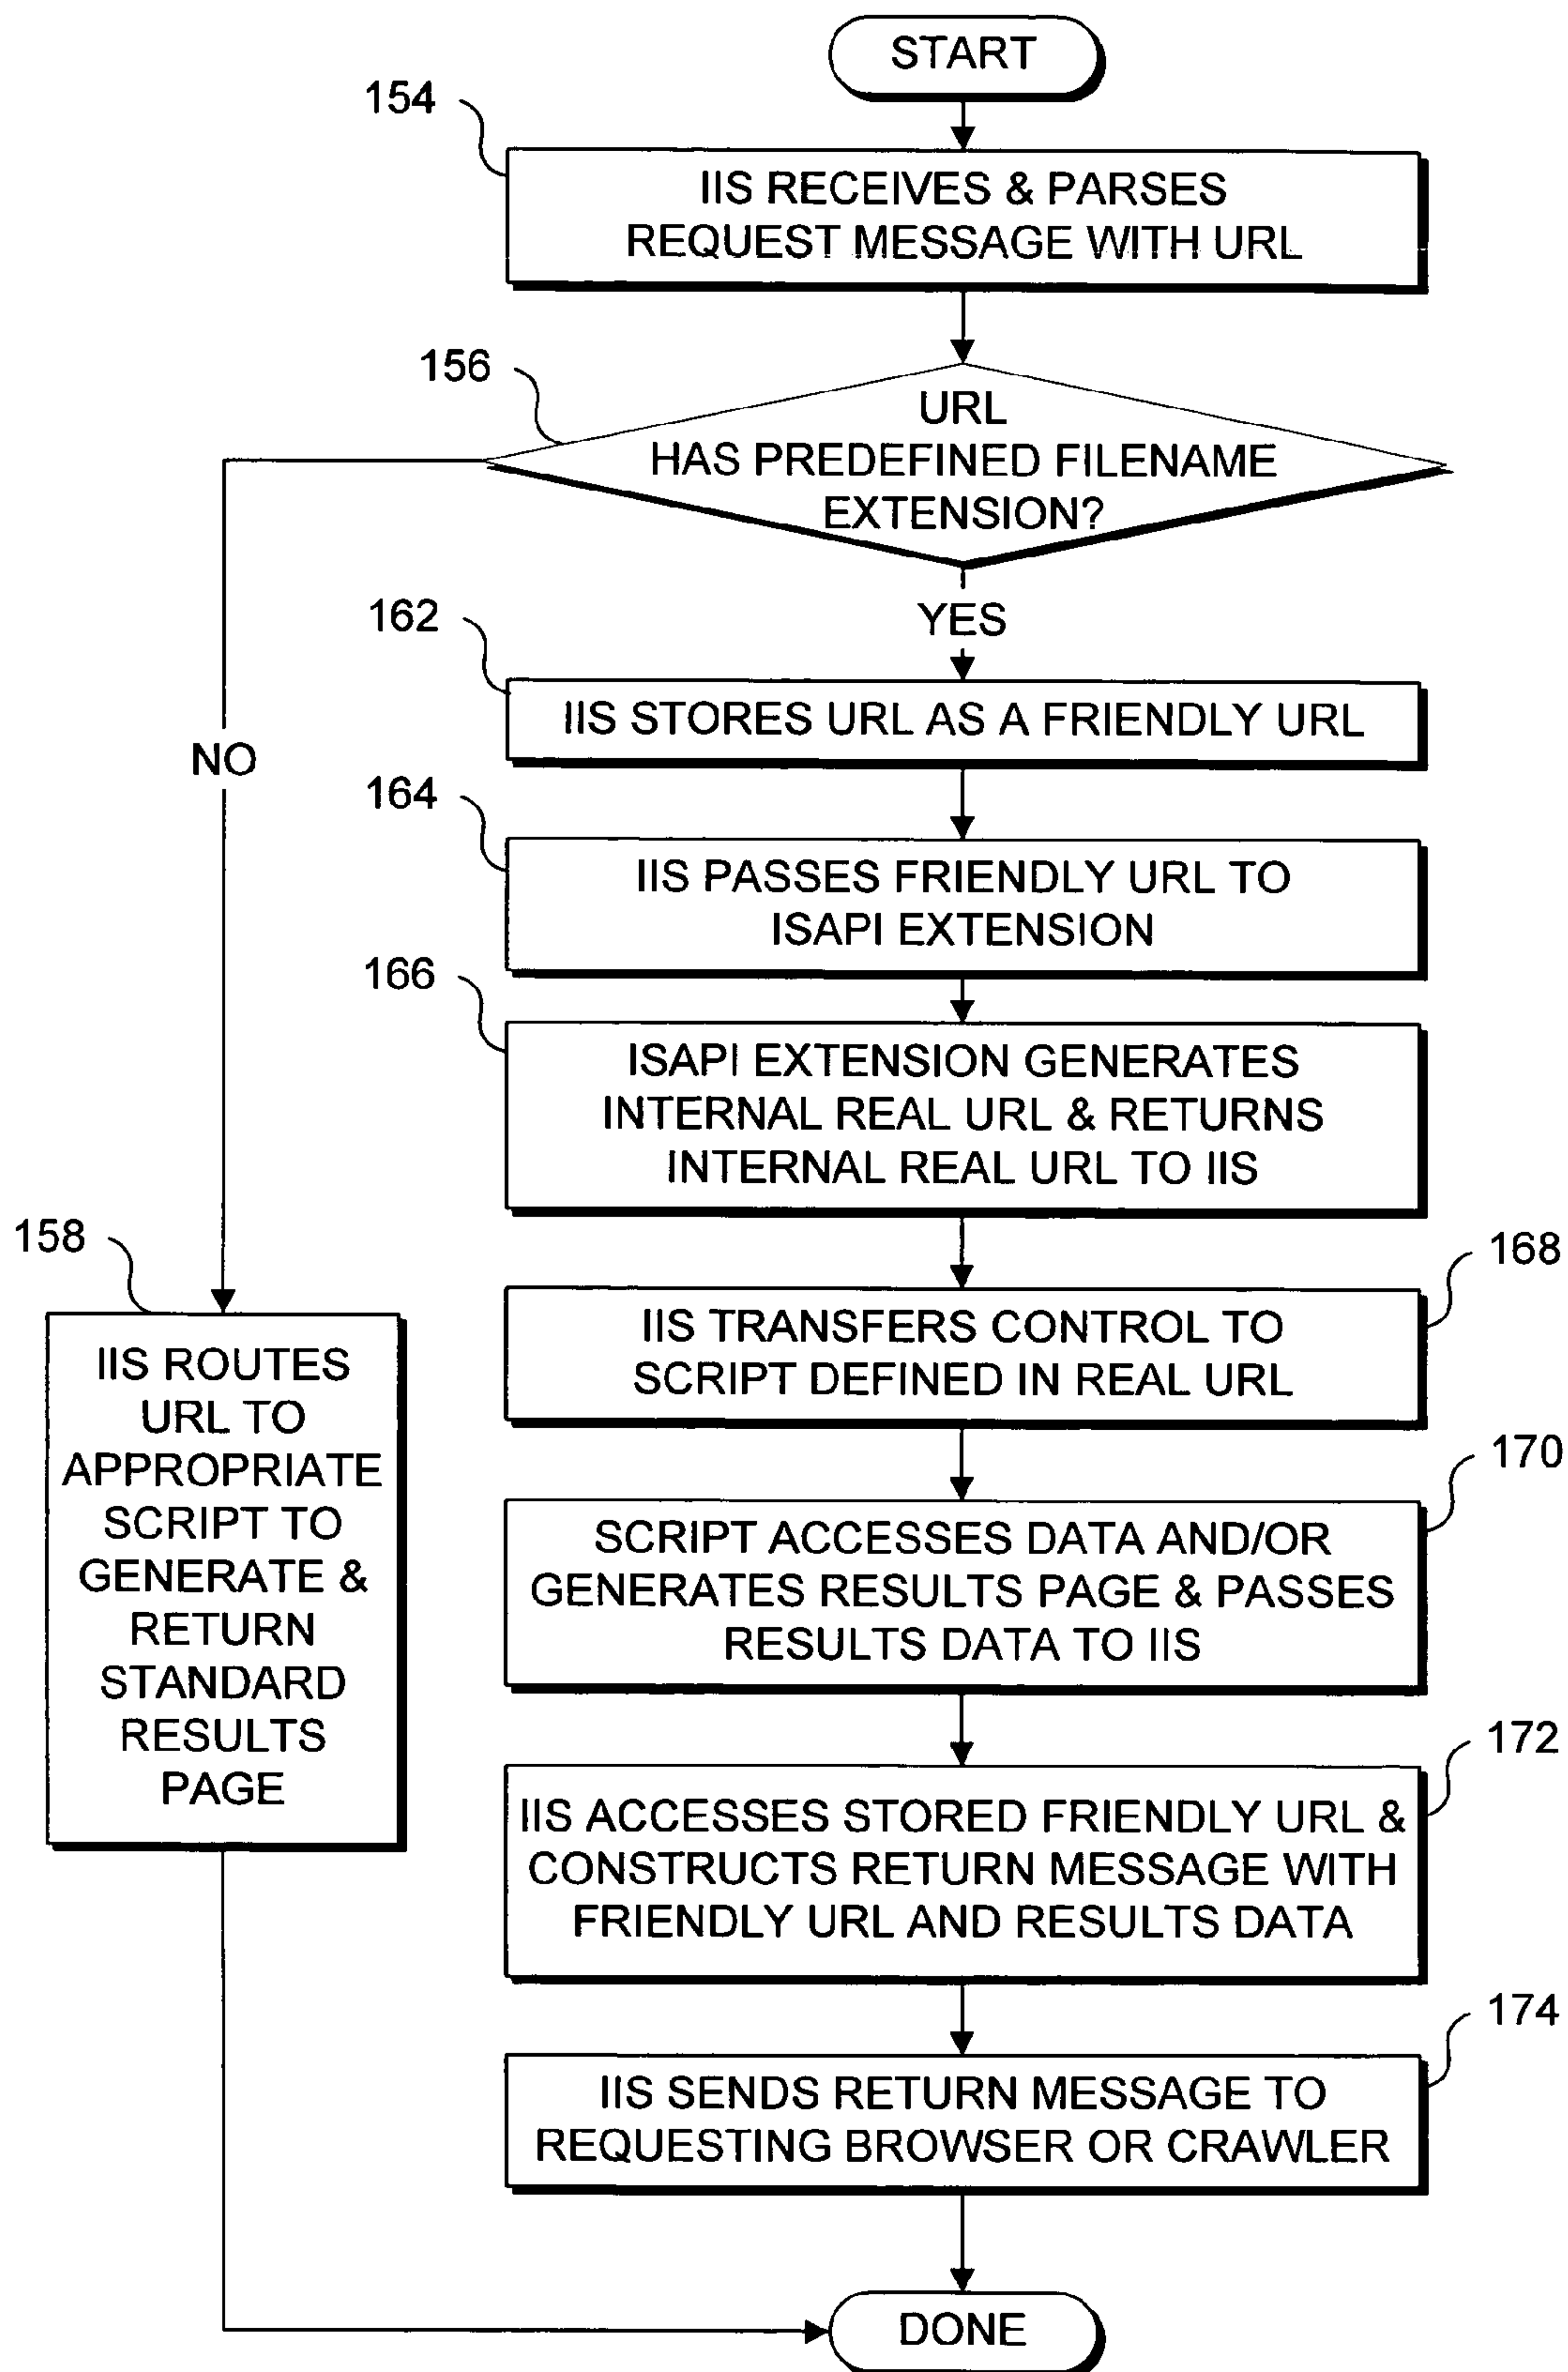 START
154
IIS RECEIVES & PARSES
REQUEST MESSAGE WITH URL
156
URL
HAS PREDEFINED FILENAME
EXTENSION?
YES
NO
162
IIS STORES URL AS A FRIENDLY URL
164
IIS PASSES FRIENDLY URL TO
ISAPI EXTENSION
166
ISAPI EXTENSION GENERATES
INTERNAL REAL URL & RETURNS
INTERNAL REAL URL TO IIS
158
IIS ROUTES
URL TO
APPROPRIATE
SCRIPT TO
GENERATE &
RETURN
STANDARD
RESULTS
PAGE
168
IIS TRANSFERS CONTROL TO
SCRIPT DEFINED IN REAL URL
170
SCRIPT ACCESSES DATA AND/OR
GENERATES RESULTS PAGE & PASSES
RESULTS DATA TO IIS
172
IIS ACCESSES STORED FRIENDLY URL &
CONSTRUCTS RETURN MESSAGE WITH
FRIENDLY URL AND RESULTS DATA
174
IIS SENDS RETURN MESSAGE TO
REQUESTING BROWSER OR CRAWLER
DONE